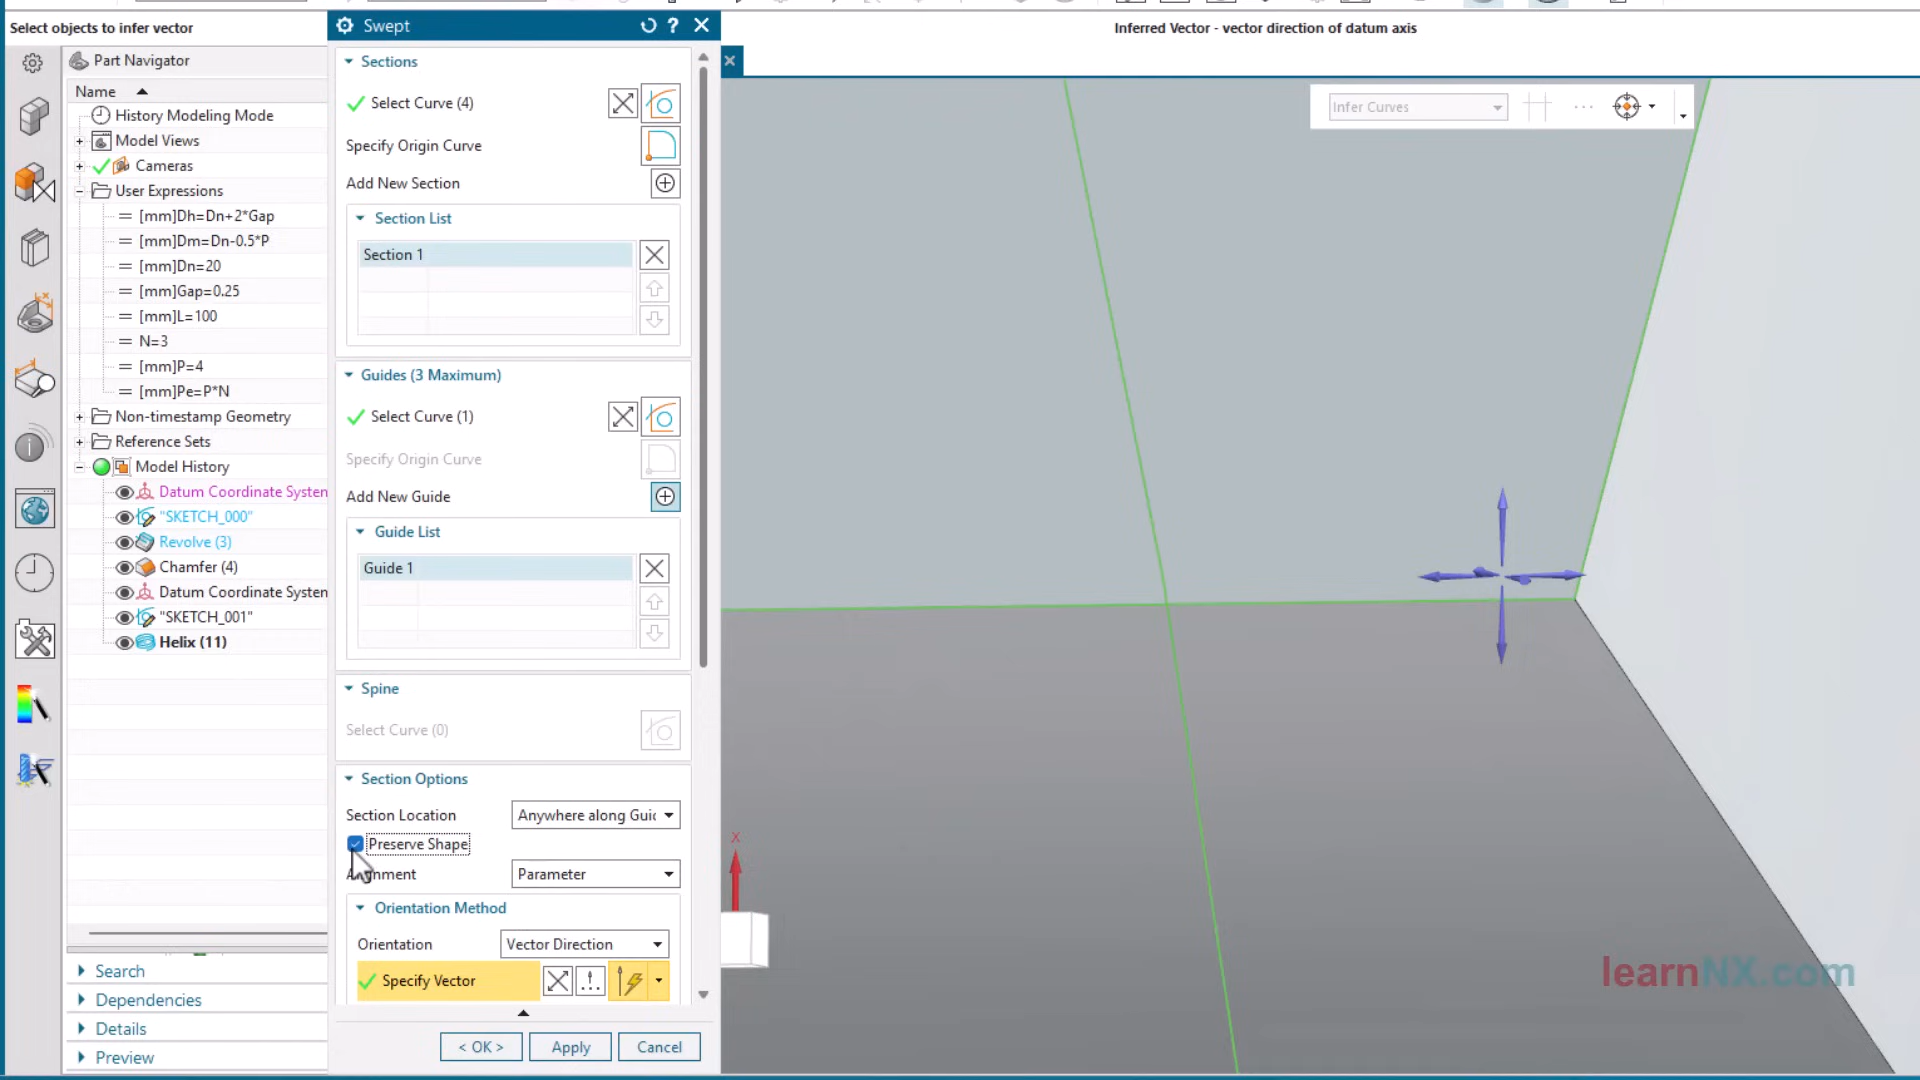 Select objects to infer vector
Inferred Vector - vector direction of datum axis
Part Navigator
Name
History Modeling Mode
Model Views
Cameras
User Expressions
[mm]Dh=Dn+2*Gap
[mm]Dm=Dn-0.5*P
[mm]Dn=20
[mm]Gap=0.25
[mm]L=100
N=3
[mm]P=4
[mm]Pe=P*N
Non-timestamp Geometry
Reference Sets
Model History
Datum Coordinate System
"SKETCH_000"
Revolve (3)
Chamfer (4)
Datum Coordinate System
"SKETCH_001"
Helix (11)
Search
Dependencies
Details
Preview
Swept
Sections
Select Curve (4)
Specify Origin Curve
Add New Section
Section List
Section 1
Guides (3 Maximum)
Select Curve (1)
Specify Origin Curve
Add New Guide
Guide List
Guide 1
Spine
Select Curve (0)
Section Options
Section Location
Anywhere along Guid
Preserve Shape
Alignment
Parameter
Orientation Method
Orientation
Vector Direction
Specify Vector
< OK >
Apply
Cancel
Infer Curves
X
learnNX.com